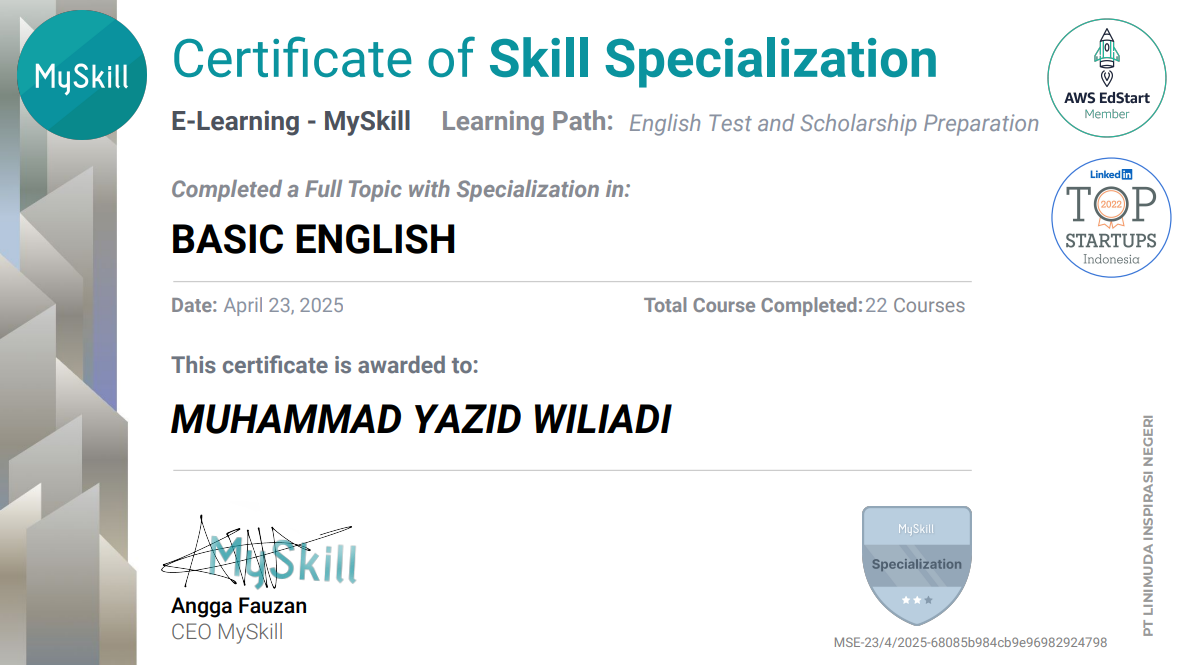 MySkill
Certificate of Skill Specialization
E-Learning - MySkill Learning Path: English Test and Scholarship Preparation
AWS EdStart
Member
Completed a Full Topic with Specialization in:
BASIC ENGLISH
LinkedIn
TOP
2022
STARTUPS
Indonesia
Date: April 23, 2025 Total Course Completed: 22 Courses
This certificate is awarded to:
MUHAMMAD YAZID WILIADI
MySkill
Angga Fauzan
CEO MySkill
MySkill
Specialization
MSE-23/4/2025-68085b984cb9e96982924798
PT LINIMUDA INSPIRASI NEGERI